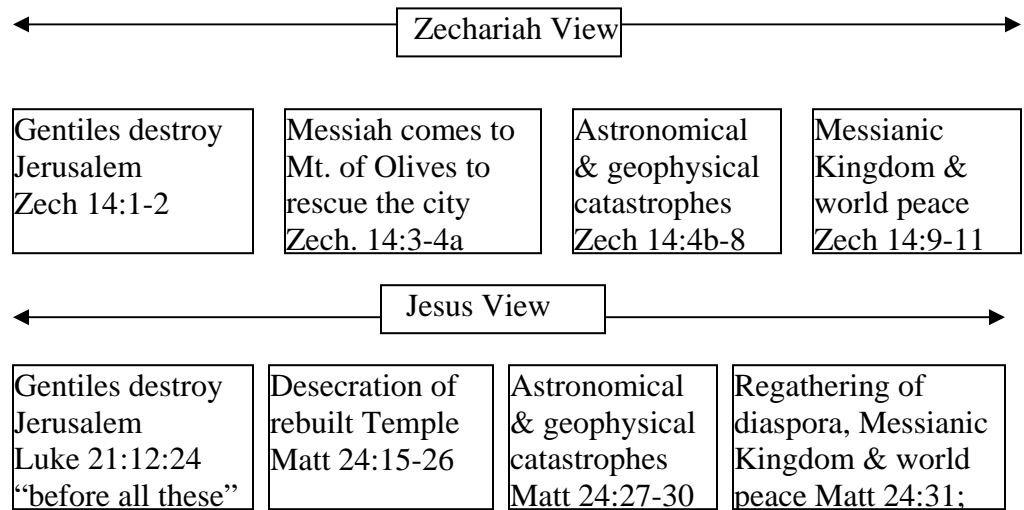 Zechariah View
Gentiles destroy
Jerusalem
Zech 14:1-2
Messiah comes to
Mt. of Olives to
rescue the city
Zech. 14:3-4a
Astronomical
& geophysical
catastrophes
Zech 14:4b-8
Messianic
Kingdom &
world peace
Zech 14:9-11
Jesus View
Gentiles destroy
Jerusalem
Luke 21:12:24
“before all these”
Desecration of
rebuilt Temple
Matt 24:15-26
Astronomical
& geophysical
catastrophes
Matt 24:27-30
Regathering of
diaspora, Messianic
Kingdom & world
peace Matt 24:31;